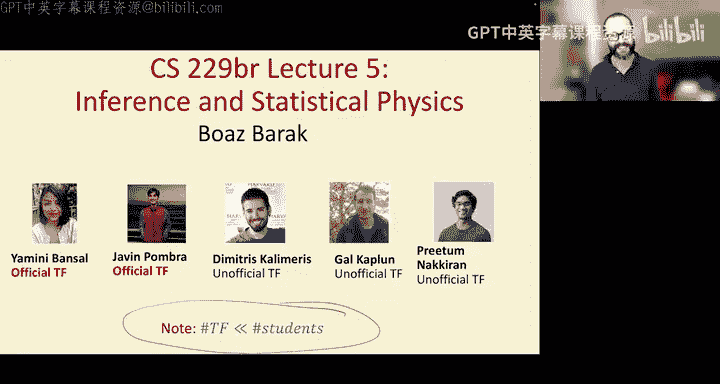 GPT中英字幕课程资源@bilibili.com
GPT中英字幕课程资源 bilibili
CS 229br Lecture 5:
Inference and Statistical Physics
Boaz Barak
Yamini Bansal
Official TF
Javin Pombra
Official TF
Dimitris Kalimeris
Unofficial TF
Gal Kaplun
Unofficial TF
Preetum
Nakkiran
Unofficial TF
Note: #TF ≪ #students